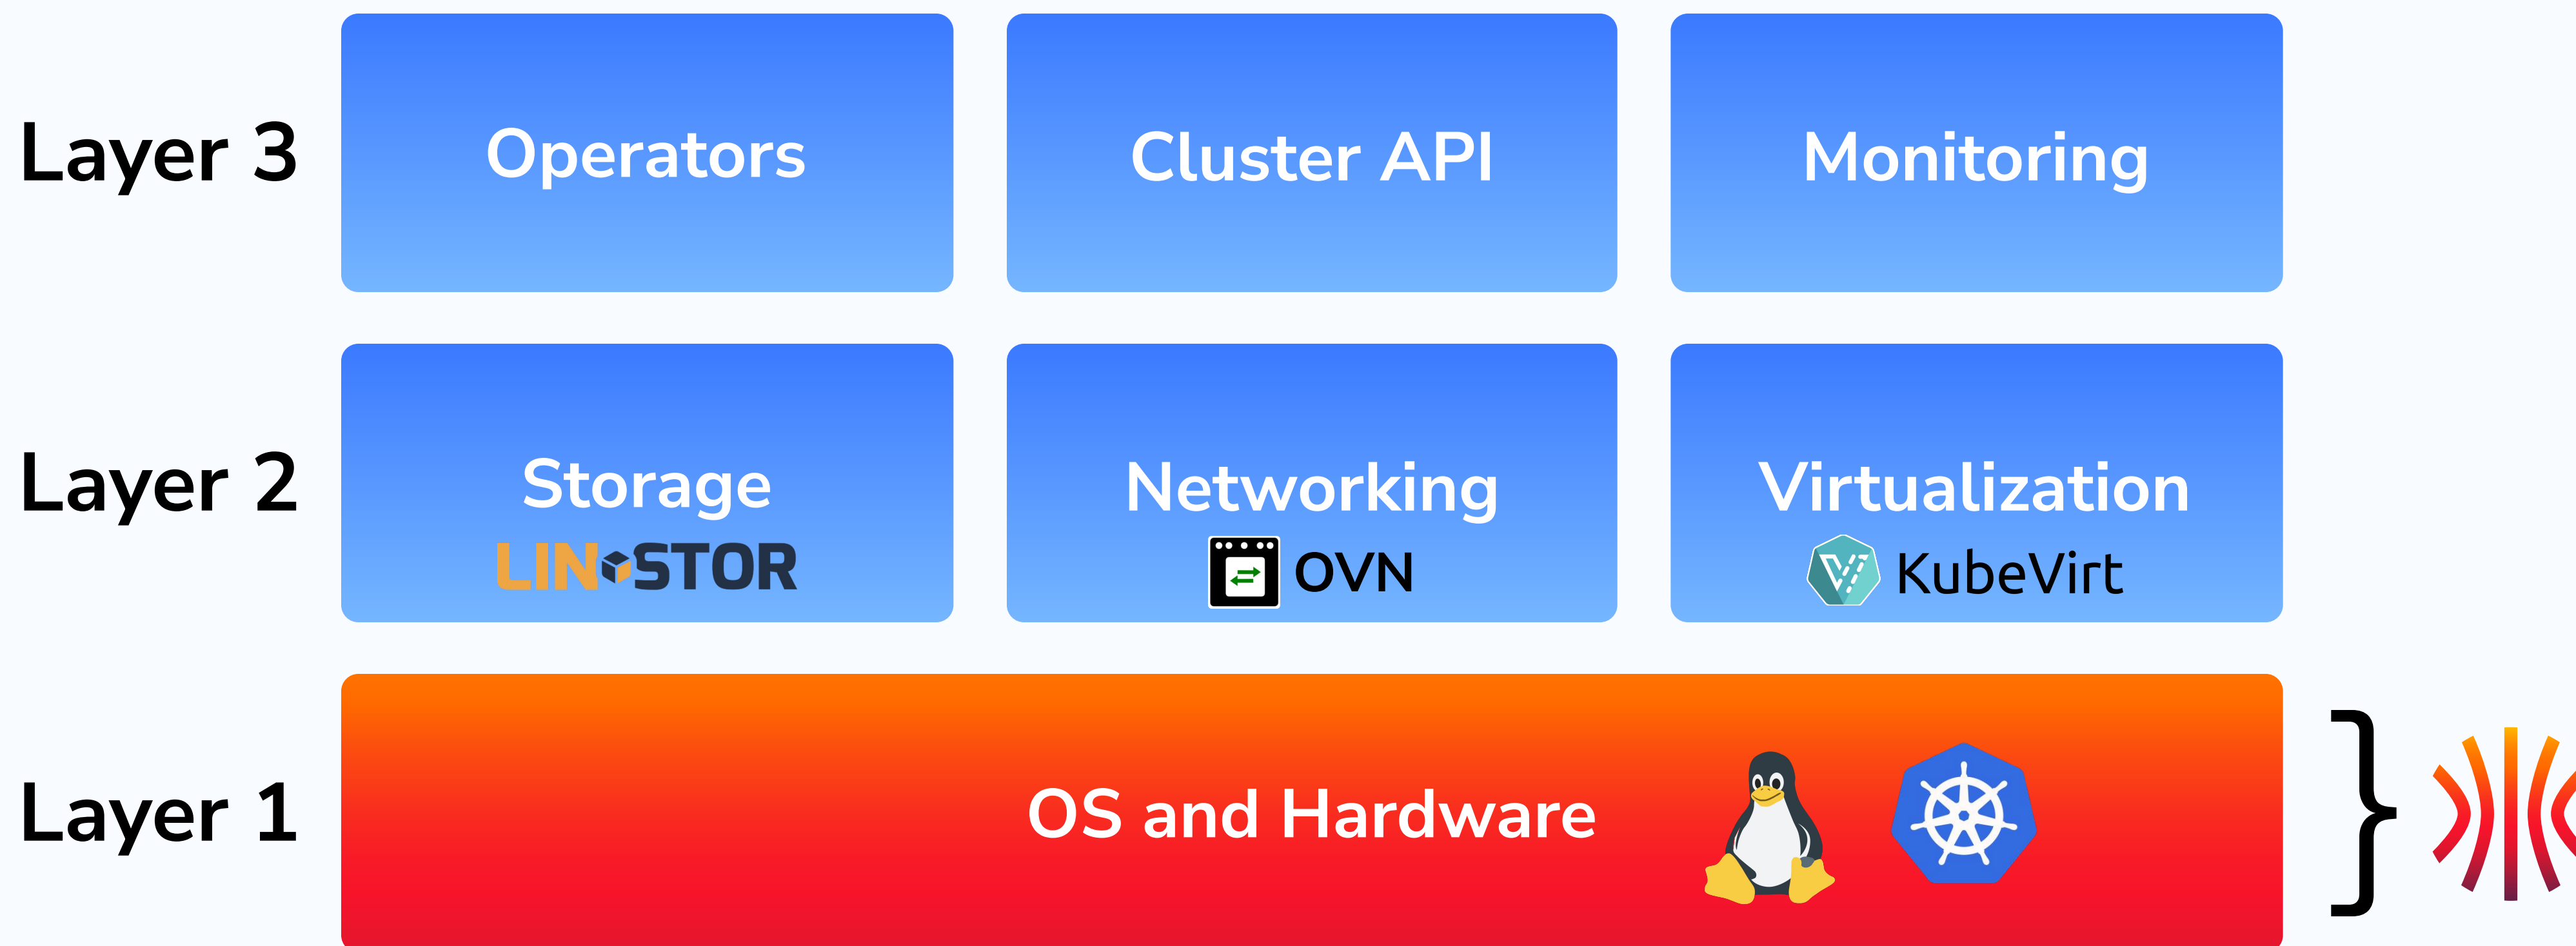 Layer 3
Operators
Cluster API
Monitoring
Layer 2
Storage
LINSTOR
Networking
OVN
Virtualization
KubeVirt
Layer 1
OS and Hardware
}